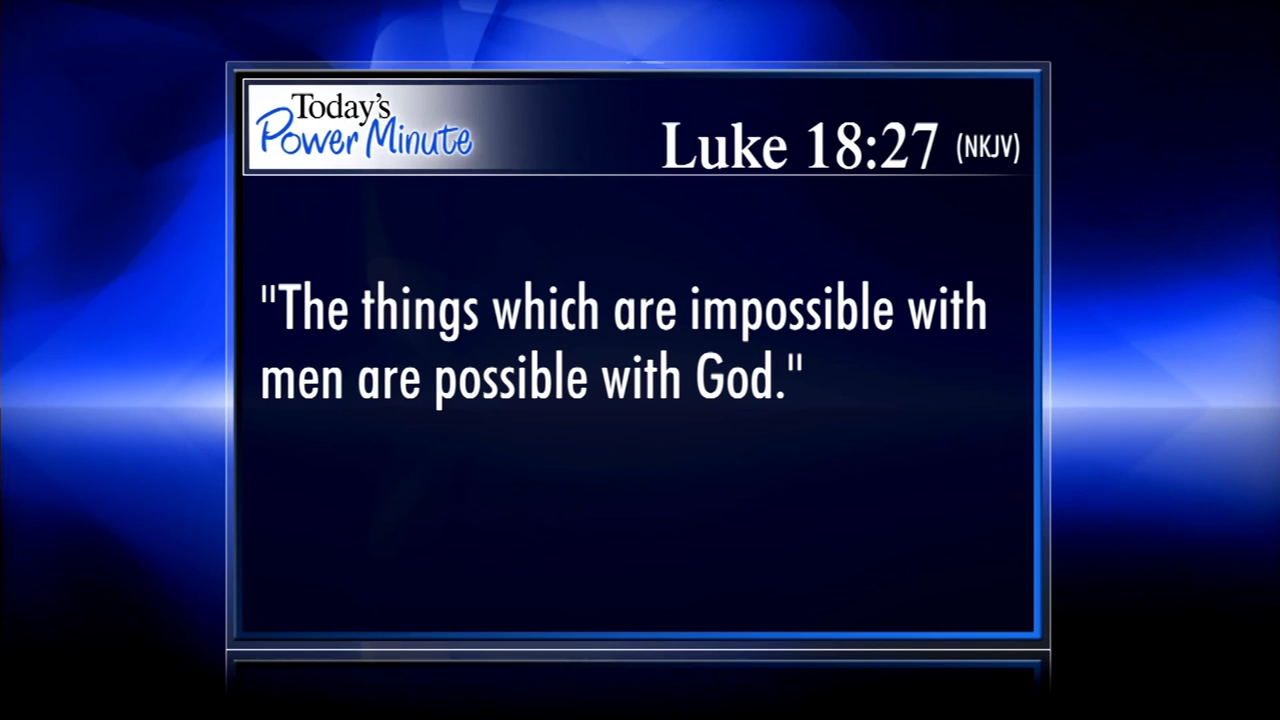 Today's
Power Minute
Luke 18:27 (NKJV)
"The things which are impossible with
men are possible with God."